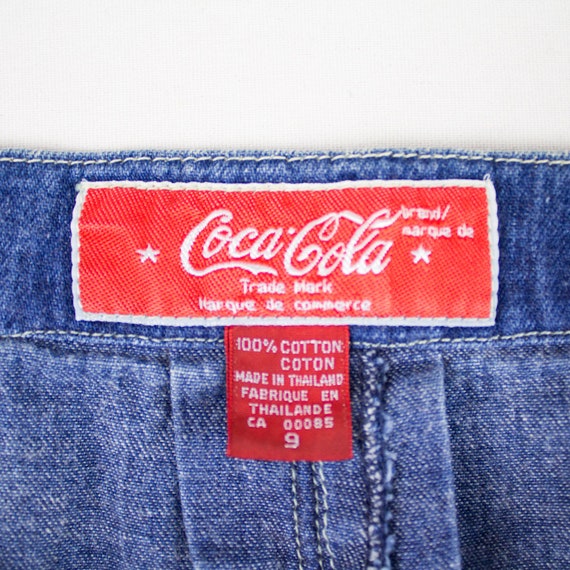 Coca-Cola
brand/
marque de
Trade Mark
Marque de commerce
100% COTTON
COTON
MADE IN THAILAND
FABRIQUE EN
THAILANDE
CA 00085
9